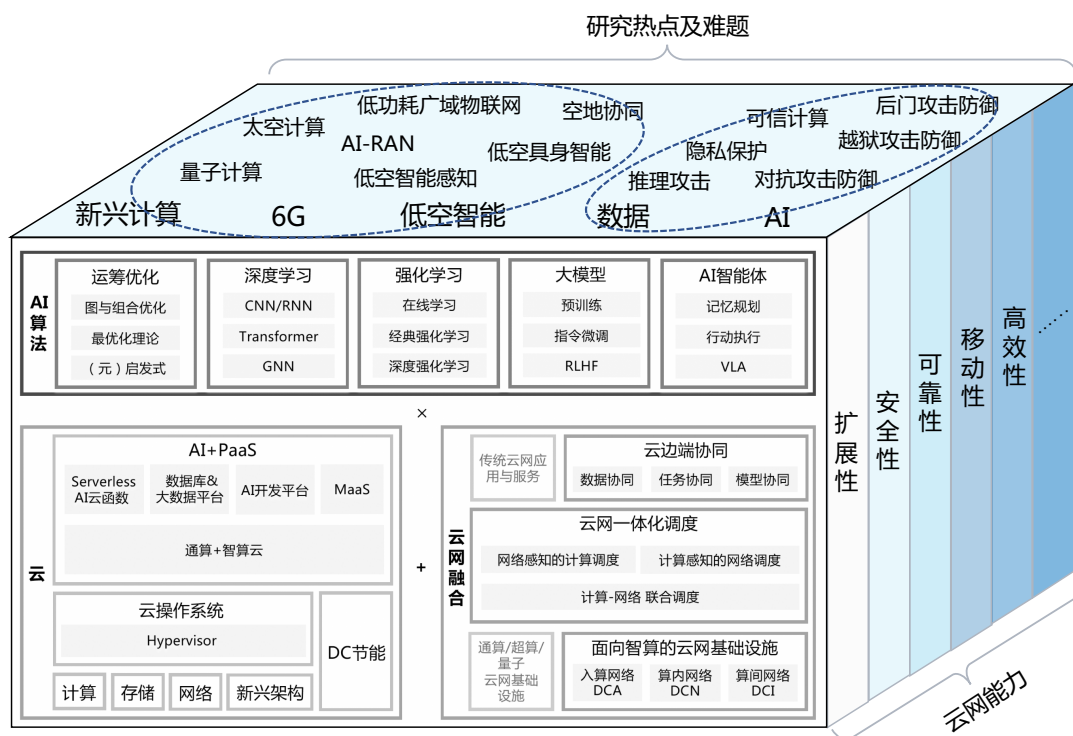 研究热点及难题
低功耗广域物联网
空地协同
后门攻击防御
太空计算
可信计算
AI-RAN
越狱攻击防御
低空具身智能
隐私保护
量子计算
低空智能感知
推理攻击
对抗攻击防御
新兴计算
6G
低空智能
数据
AI
AI算法
运筹优化
图与组合优化
最优化理论
（元）启发式
深度学习
CNN/RNN
Transformer
GNN
强化学习
在线学习
经典强化学习
深度强化学习
大模型
预训练
指令微调
RLHF
AI智能体
记忆规划
行动执行
VLA
×
云
AI+PaaS
Serverless
AI云函数
数据库&
大数据平台
AI开发平台
MaaS
通算+智算云
云操作系统
Hypervisor
DC节能
计算
存储
网络
新兴架构
+
云网融合
传统云网应
用与服务
云边端协同
数据协同
任务协同
模型协同
云网一体化调度
网络感知的计算调度
计算感知的网络调度
计算-网络 联合调度
通算/超算/
量子
云网基础
设施
面向智算的云网基础设施
入算网络
DCA
算内网络
DCN
算间网络
DCI
扩展性
安全性
可靠性
移动性
高效性
......
云网能力